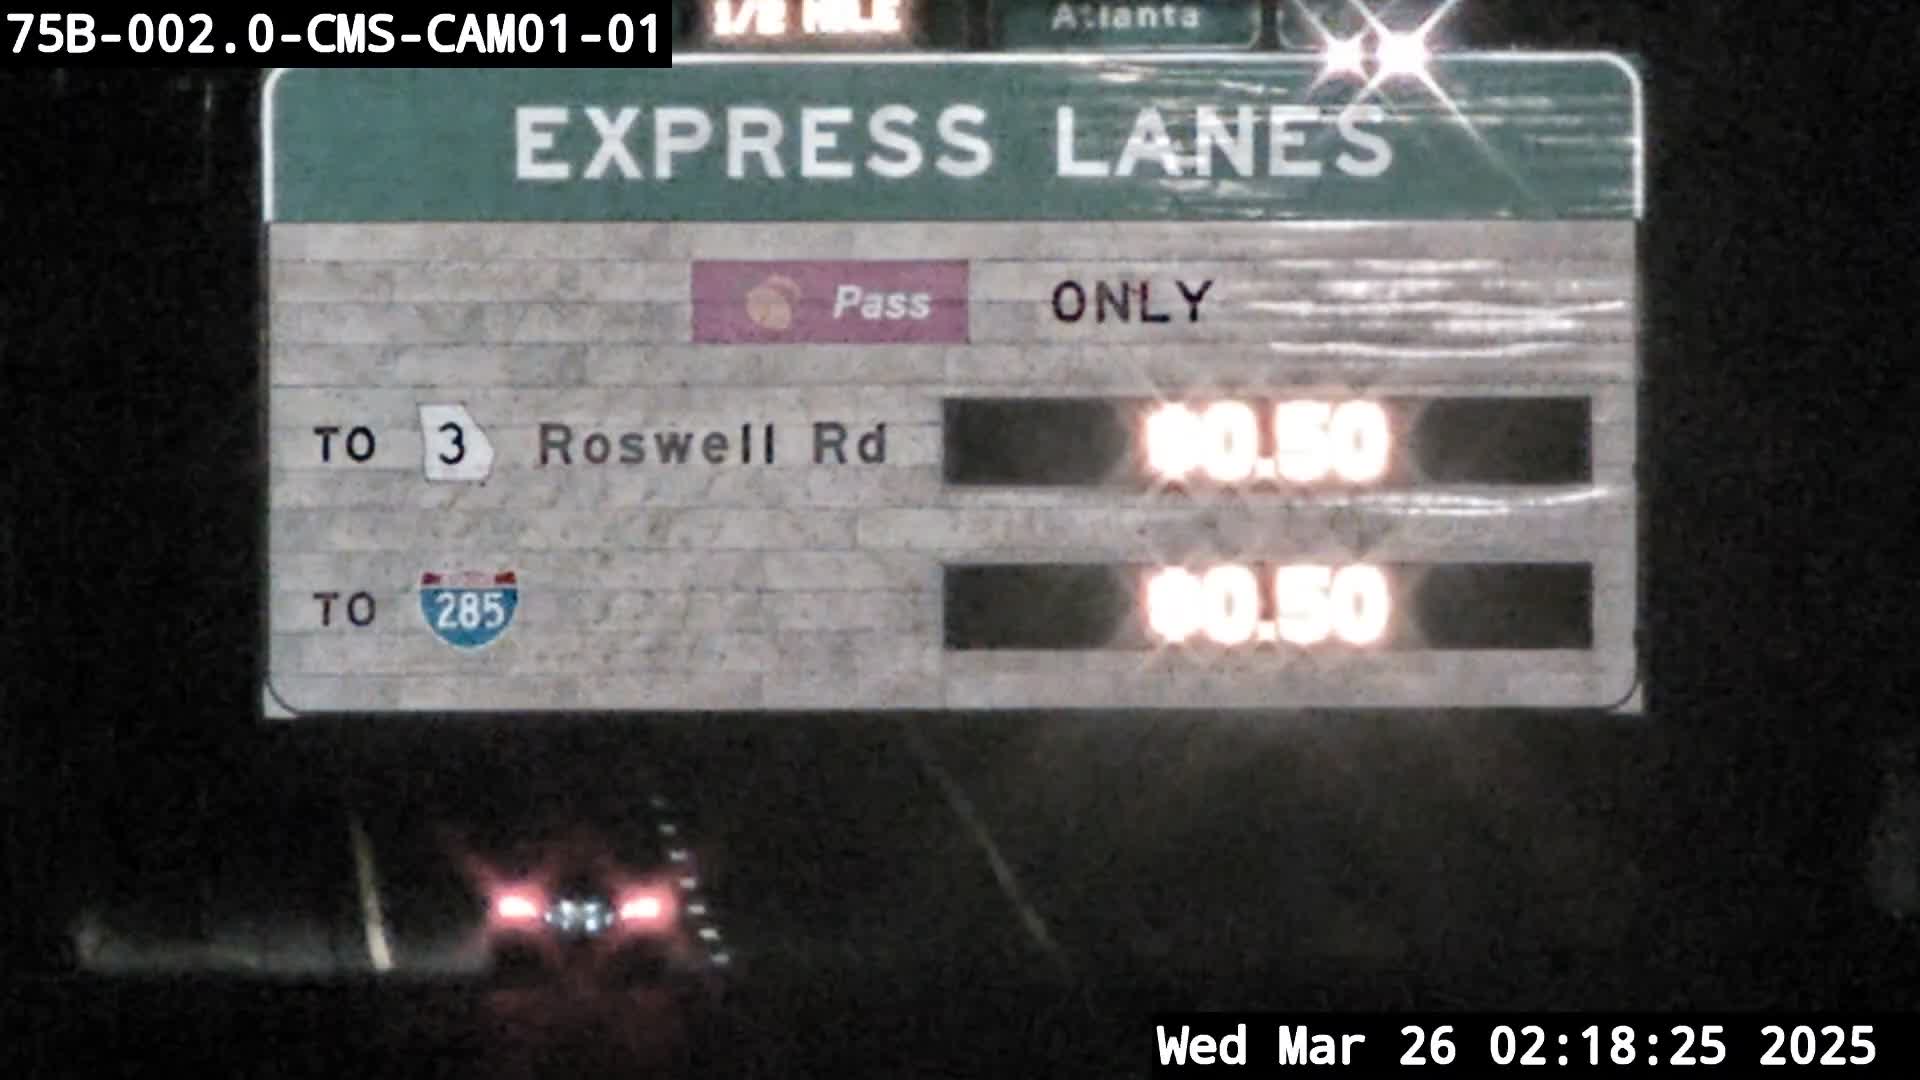 75B-002.0-CMS-CAM01-01
1/2 MILE
Atlanta
EXPRESS LANES
Pass ONLY
TO 3 Roswell Rd $0.50
TO 285 $0.50
Wed Mar 26 02:18:25 2025